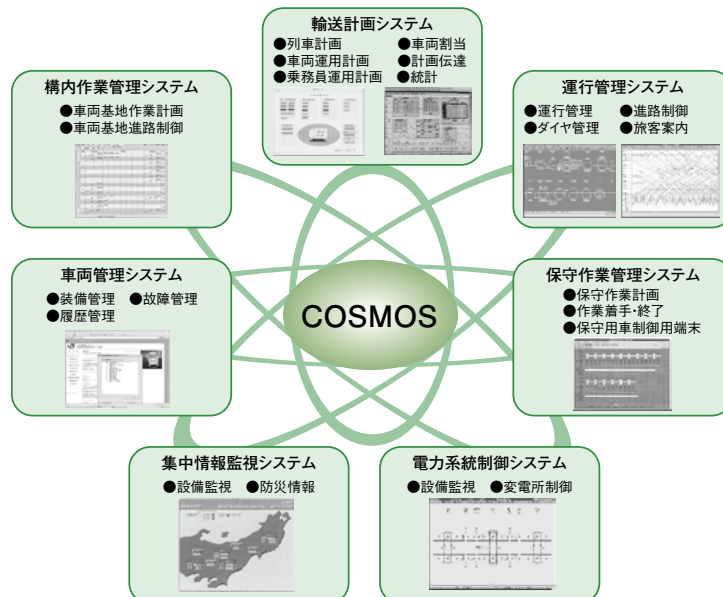 輸送計画システム
●列車計画 ●車両割当
●車両運用計画 ●計画伝達
●乗務員運用計画 ●統計
構内作業管理システム
●車両基地作業計画
●車両基地進路制御
運行管理システム
●運行管理 ●進路制御
●ダイヤ管理 ●旅客案内
車両管理システム
●装備管理 ●故障管理
●履歴管理
COSMOS
保守作業管理システム
●保守作業計画
●作業着手・終了
●保守用車制御用端末
集中情報監視システム
●設備監視 ●防災情報
電力系統制御システム
●設備監視 ●変電所制御